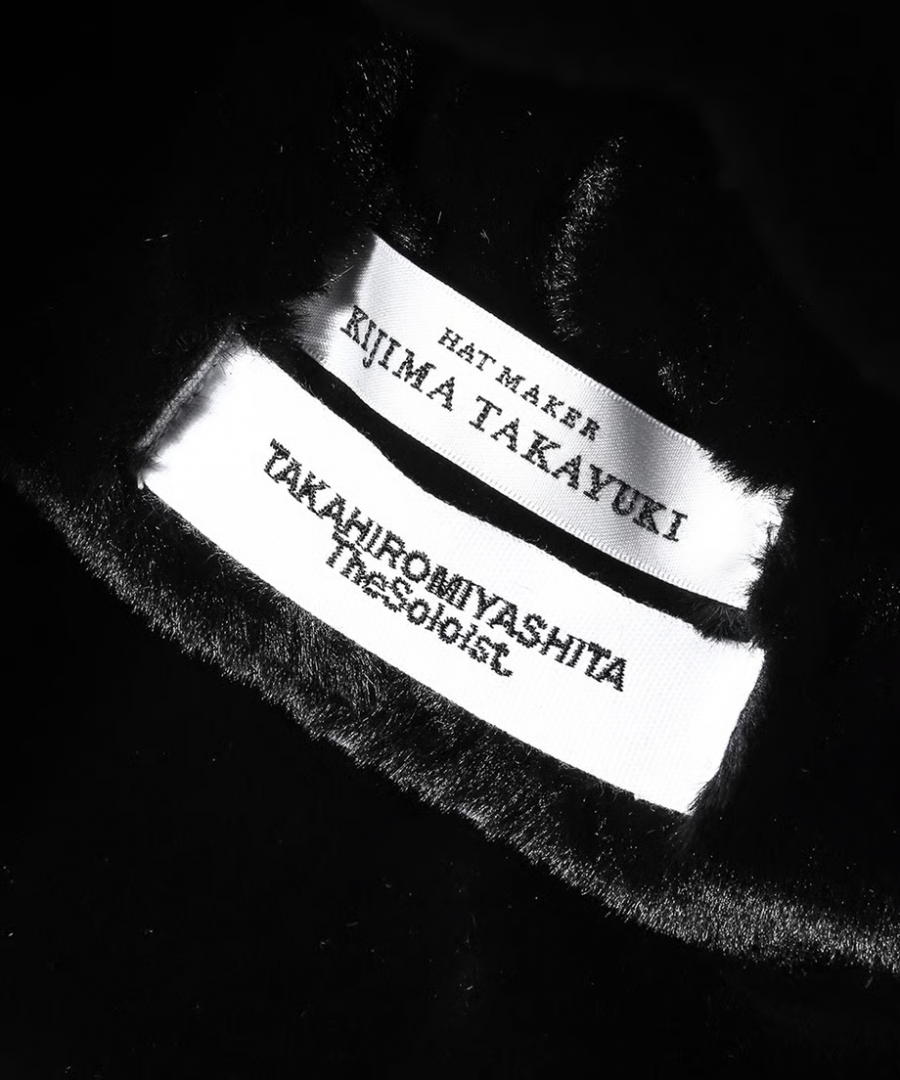 HAT MAKER
KIJIMA TAKAYUKI
TAKAHIROMIYASHITA
TheSoloist.